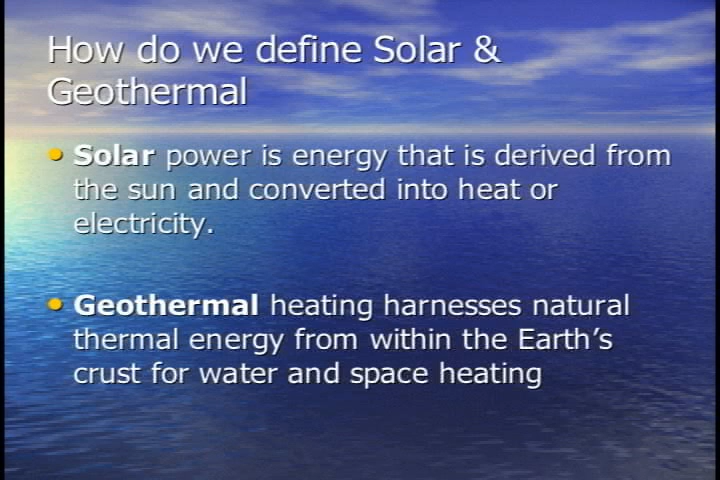 How do we define Solar &
Geothermal
• Solar power is energy that is derived from
the sun and converted into heat or
electricity.
• Geothermal heating harnesses natural
thermal energy from within the Earth’s
crust for water and space heating